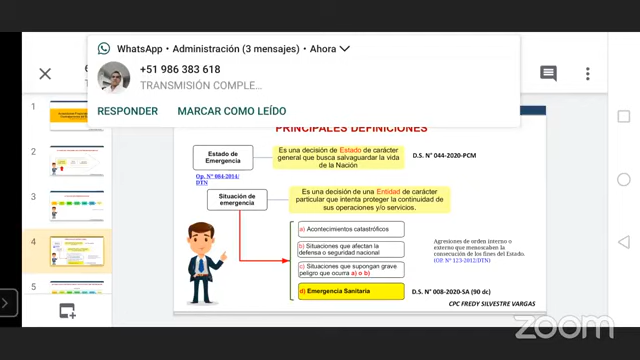 WhatsApp • Administración (3 mensajes) • Ahora
+51 986 383 618
TRANSMISIÓN COMPLE...
RESPONDER MARCAR COMO LEÍDO
1
2
3
4
5
PRINCIPALES DEFINICIONES
Estado de
Emergencia
Es una decisión de Estado de carácter
general que busca salvaguardar la vida
de la Nación
D.S. N° 044-2020-PCM
Op. N° 084-2014/
DTN
Situación de
emergencia
Es una decisión de una Entidad de carácter
particular que intenta proteger la continuidad de
sus operaciones y/o servicios.
a) Acontecimientos catastróficos
b) Situaciones que afectan la
defensa o seguridad nacional
c) Situaciones que supongan grave
peligro que ocurra a) o b)
d) Emergencia Sanitaria
Agresiones de orden interno o
externo que menoscaben la
consecución de los fines del Estado.
(OP. N° 123-2012/DTN)
D.S. N° 008-2020-SA (90 dc)
CPC FREDY SILVESTRE VARGAS
zoom